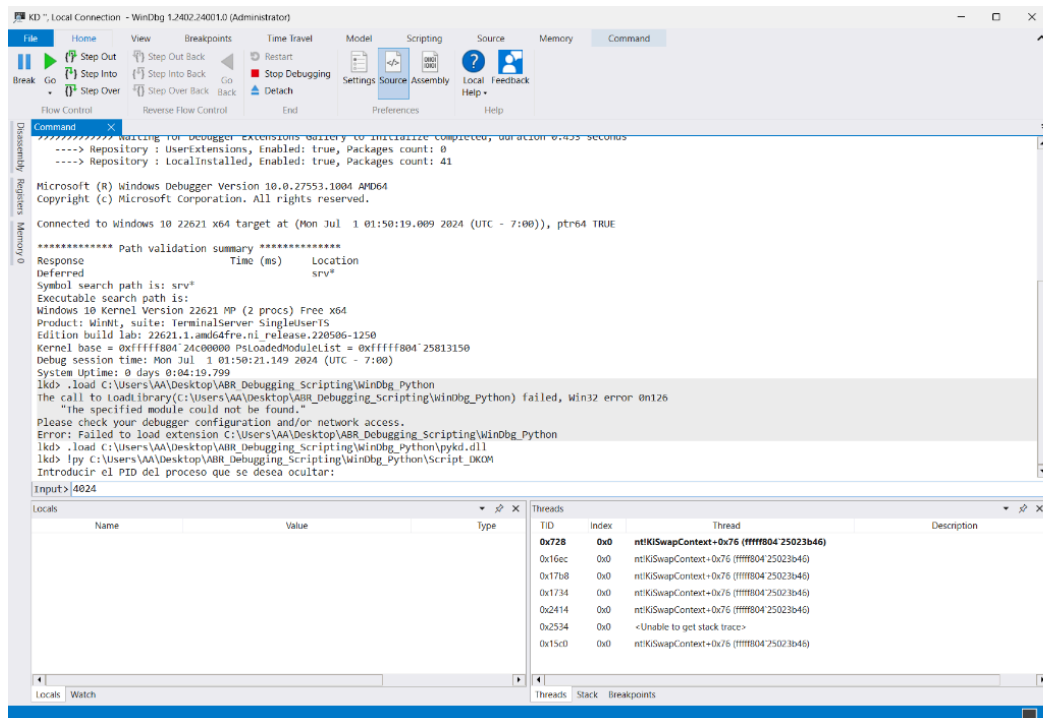 KD '', Local Connection - WinDbg 1.2402.24001.0 (Administrator)
File Home View Breakpoints Time Travel Model Scripting Source Memory Command
Break
Go
Step Out
Step Into
Step Over
Flow Control
Step Out Back
Step Into Back
Step Over Back
Go Back
Reverse Flow Control
Restart
Stop Debugging
Detach
End
Settings Source Assembly
Preferences
Local Help
Feedback
Help
Disassembly
Registers
Memory 0
Command
>>>>>>>>>>>>> Waiting for Debugger Extensions Gallery to Initialize completed, duration 0.453 seconds
----> Repository : UserExtensions, Enabled: true, Packages count: 0
----> Repository : LocalInstalled, Enabled: true, Packages count: 41
Microsoft (R) Windows Debugger Version 10.0.27553.1004 AMD64
Copyright (c) Microsoft Corporation. All rights reserved.
Connected to Windows 10 22621 x64 target at (Mon Jul  1 01:50:19.009 2024 (UTC - 7:00)), ptr64 TRUE
************* Path validation summary **************
Response Time (ms) Location
Deferred srv*
Symbol search path is: srv*
Executable search path is:
Windows 10 Kernel Version 22621 MP (2 procs) Free x64
Product: WinNt, suite: TerminalServer SingleUserTS
Edition build lab: 22621.1.amd64fre.ni_release.220506-1250
Kernel base = 0xfffff804`24c00000 PsLoadedModuleList = 0xfffff804`25813150
Debug session time: Mon Jul  1 01:50:21.149 2024 (UTC - 7:00)
System Uptime: 0 days 0:04:19.799
lkd> .load C:\Users\AA\Desktop\ABR_Debugging_Scripting\WinDbg_Python
The call to LoadLibrary(C:\Users\AA\Desktop\ABR_Debugging_Scripting\WinDbg_Python) failed, Win32 error 0n126
"The specified module could not be found."
Please check your debugger configuration and/or network access.
Error: Failed to load extension C:\Users\AA\Desktop\ABR_Debugging_Scripting\WinDbg_Python
lkd> .load C:\Users\AA\Desktop\ABR_Debugging_Scripting\WinDbg_Python\pykd.dll
lkd> !py C:\Users\AA\Desktop\ABR_Debugging_Scripting\WinDbg_Python\Script_DKOM
Introducir el PID del proceso que se desea ocultar:
Input> 4024
Locals
Name Value Type
Locals Watch
Threads
TID Index Thread Description
0x728 0x0 nt!KiSwapContext+0x76 (fffff804`25023b46)
0x16ec 0x0 nt!KiSwapContext+0x76 (fffff804`25023b46)
0x17b8 0x0 nt!KiSwapContext+0x76 (fffff804`25023b46)
0x1734 0x0 nt!KiSwapContext+0x76 (fffff804`25023b46)
0x2414 0x0 nt!KiSwapContext+0x76 (fffff804`25023b46)
0x2534 0x0 <Unable to get stack trace>
0x15c0 0x0 nt!KiSwapContext+0x76 (fffff804`25023b46)
Threads Stack Breakpoints